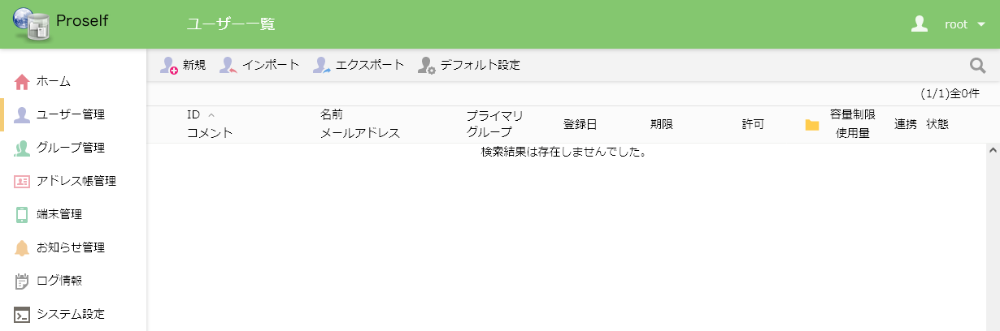 Proself
ユーザー一覧
root
新規 インポート エクスポート デフォルト設定
(1/1)全0件
ホーム
ユーザー管理
グループ管理
アドレス帳管理
端末管理
お知らせ管理
ログ情報
システム設定
ID
コメント
名前
メールアドレス
プライマリ
グループ
登録日
期限
許可
容量制限
使用量
連携
状態
検索結果は存在しませんでした。